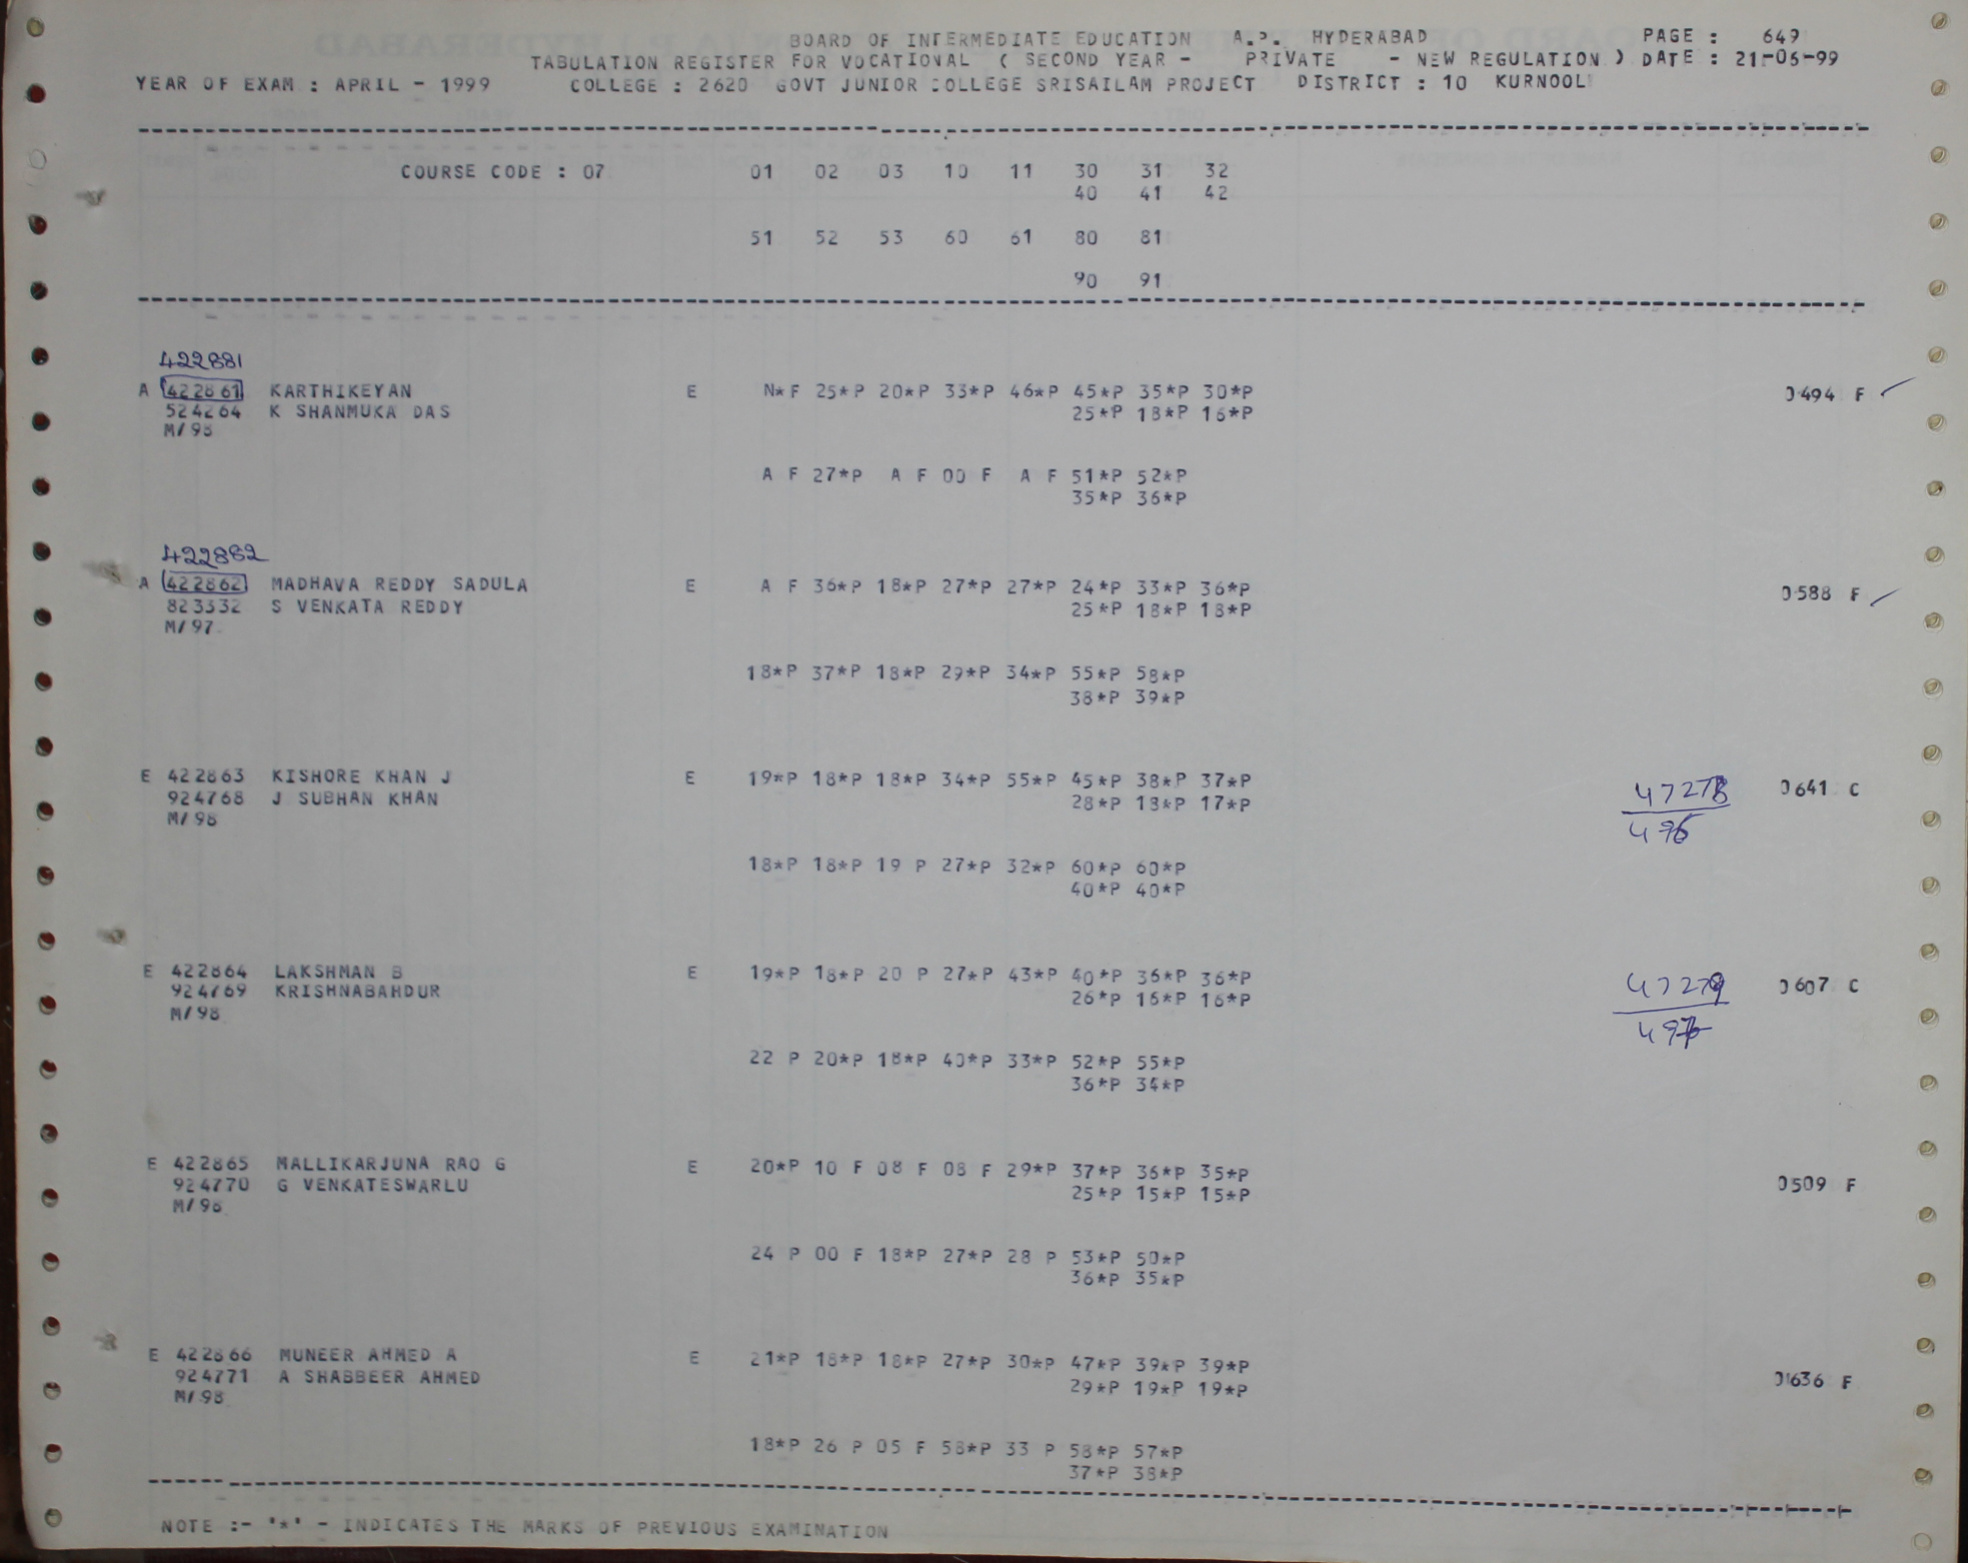 BOARD OF INTERMEDIATE EDUCATION A.P. HYDERABAD PAGE : 649
TABULATION REGISTER FOR VOCATIONAL ( SECOND YEAR - PRIVATE - NEW REGULATION ) DATE : 21-06-99
YEAR OF EXAM : APRIL - 1999 COLLEGE : 2620 GOVT JUNIOR COLLEGE SRISAILAM PROJECT DISTRICT : 10 KURNOOL
COURSE CODE : 07 01 02 03 10 11 30 31 32
40 41 42
51 52 53 60 61 80 81
90 91
422881
A 422861 KARTHIKEYAN E N*F 25*P 20*P 33*P 46*P 45*P 35*P 30*P 0494 F
524264 K SHANMUKA DAS 25*P 18*P 16*P
M/98
A F 27*P A F 00 F A F 51*P 52*P
35*P 36*P
422882
A 422862 MADHAVA REDDY SADULA E A F 36*P 18*P 27*P 27*P 24*P 33*P 36*P 0588 F
823332 S VENKATA REDDY 25*P 18*P 18*P
M/97
18*P 37*P 18*P 29*P 34*P 55*P 58*P
38*P 39*P
E 422863 KISHORE KHAN J E 19*P 18*P 18*P 34*P 55*P 45*P 38*P 37*P 47278 0641 C
924768 J SUBHAN KHAN 28*P 18*P 17*P
M/98
18*P 18*P 19 P 27*P 32*P 60*P 60*P
40*P 40*P
E 422864 LAKSHMAN B E 19*P 18*P 20 P 27*P 43*P 40*P 36*P 36*P 47279 0607 C
924769 KRISHNABAHDUR 26*P 16*P 16*P
M/98
22 P 20*P 18*P 40*P 33*P 52*P 55*P
36*P 34*P
E 422865 MALLIKARJUNA RAO G E 20*P 10 F 08 F 08 F 29*P 37*P 36*P 35*P 0509 F
924770 G VENKATESWARLU 25*P 15*P 15*P
M/98
24 P 00 F 18*P 27*P 28 P 53*P 50*P
36*P 35*P
E 422866 MUNEER AHMED A E 21*P 18*P 18*P 27*P 30*P 47*P 39*P 39*P 0636 F
924771 A SHABBEER AHMED 29*P 19*P 19*P
M/98
18*P 26 P 05 F 58*P 33 P 58*P 57*P
37*P 38*P
NOTE :- '*' - INDICATES THE MARKS OF PREVIOUS EXAMINATION